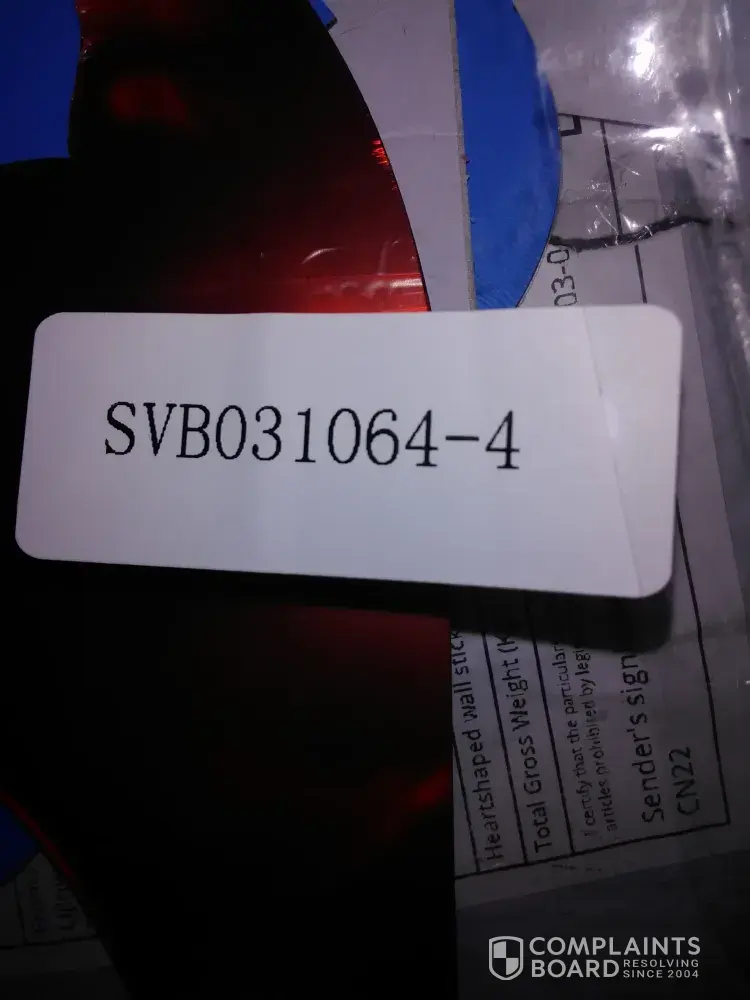 03-0
SVB031064-4
Heartshaped wall stick
Total Gross Weight (K
I certify that the particular
articles prohibited by legi
Sender's sign
CN22
COMPLAINTS
BOARD RESOLVING
SINCE 2004